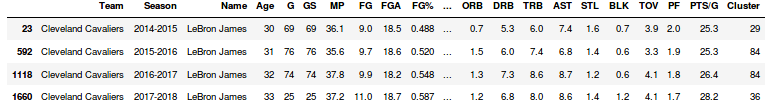 Team Season Name Age G GS MP FG FGA FG% ... ORB DRB TRB AST STL BLK TOV PF PTS/G Cluster
23 Cleveland Cavaliers 2014-2015 LeBron James 30 69 69 36.1 9.0 18.5 0.488 ... 0.7 5.3 6.0 7.4 1.6 0.7 3.9 2.0 25.3 29
592 Cleveland Cavaliers 2015-2016 LeBron James 31 76 76 35.6 9.7 18.6 0.520 ... 1.5 6.0 7.4 6.8 1.4 0.6 3.3 1.9 25.3 84
1118 Cleveland Cavaliers 2016-2017 LeBron James 32 74 74 37.8 9.9 18.2 0.548 ... 1.3 7.3 8.6 8.7 1.2 0.6 4.1 1.8 26.4 84
1660 Cleveland Cavaliers 2017-2018 LeBron James 33 25 25 37.2 11.0 18.7 0.587 ... 1.2 6.8 8.0 8.6 1.4 1.2 4.1 1.7 28.2 36